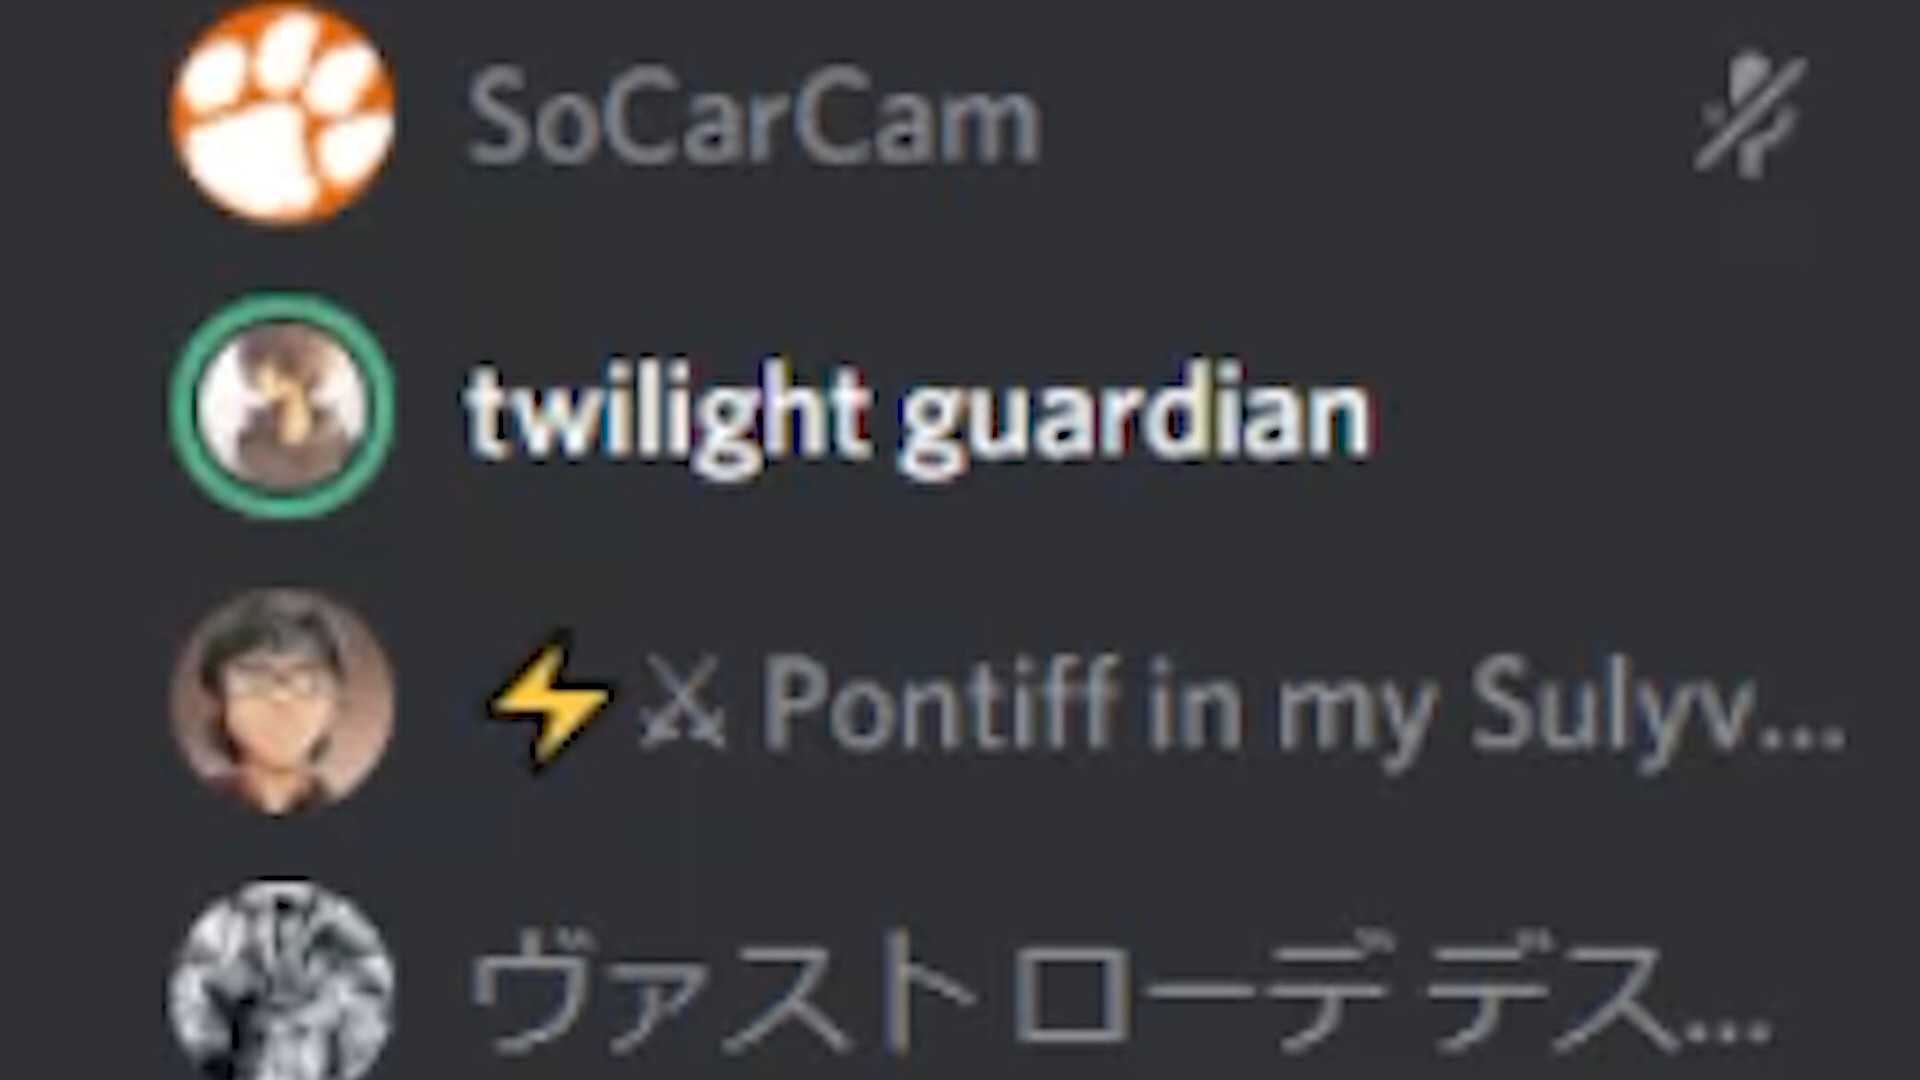 SoCarCam
twilight guardian
⚡⚔ Pontiff in my Sulyv...
ヴァストローデ デス...